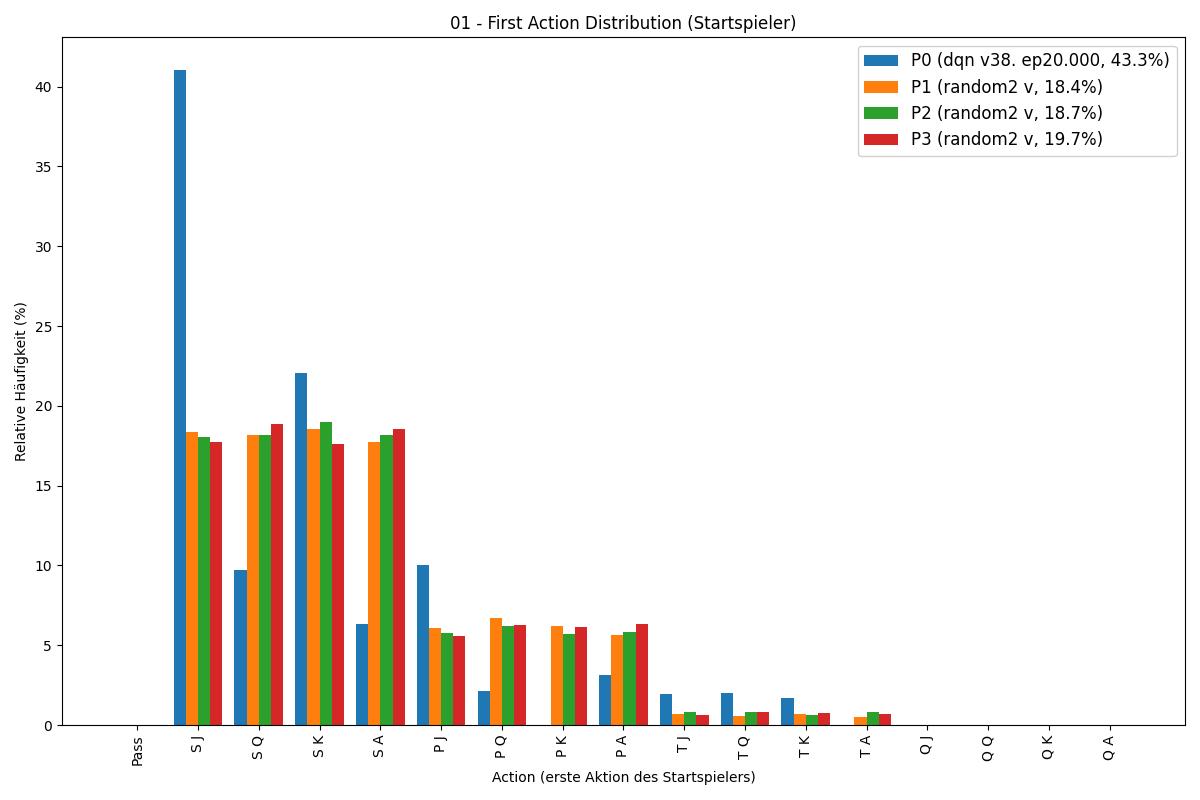 01 - First Action Distribution (Startspieler)
P0 (dqn v38. ep20.000, 43.3%)
P1 (random2 v, 18.4%)
P2 (random2 v, 18.7%)
P3 (random2 v, 19.7%)
Relative Häufigkeit (%)
40
35
30
25
20
15
10
5
0
Pass
S J
S Q
S K
S A
P J
P Q
P K
P A
T J
T Q
T K
T A
Q J
Q Q
Q K
Q A
Action (erste Aktion des Startspielers)